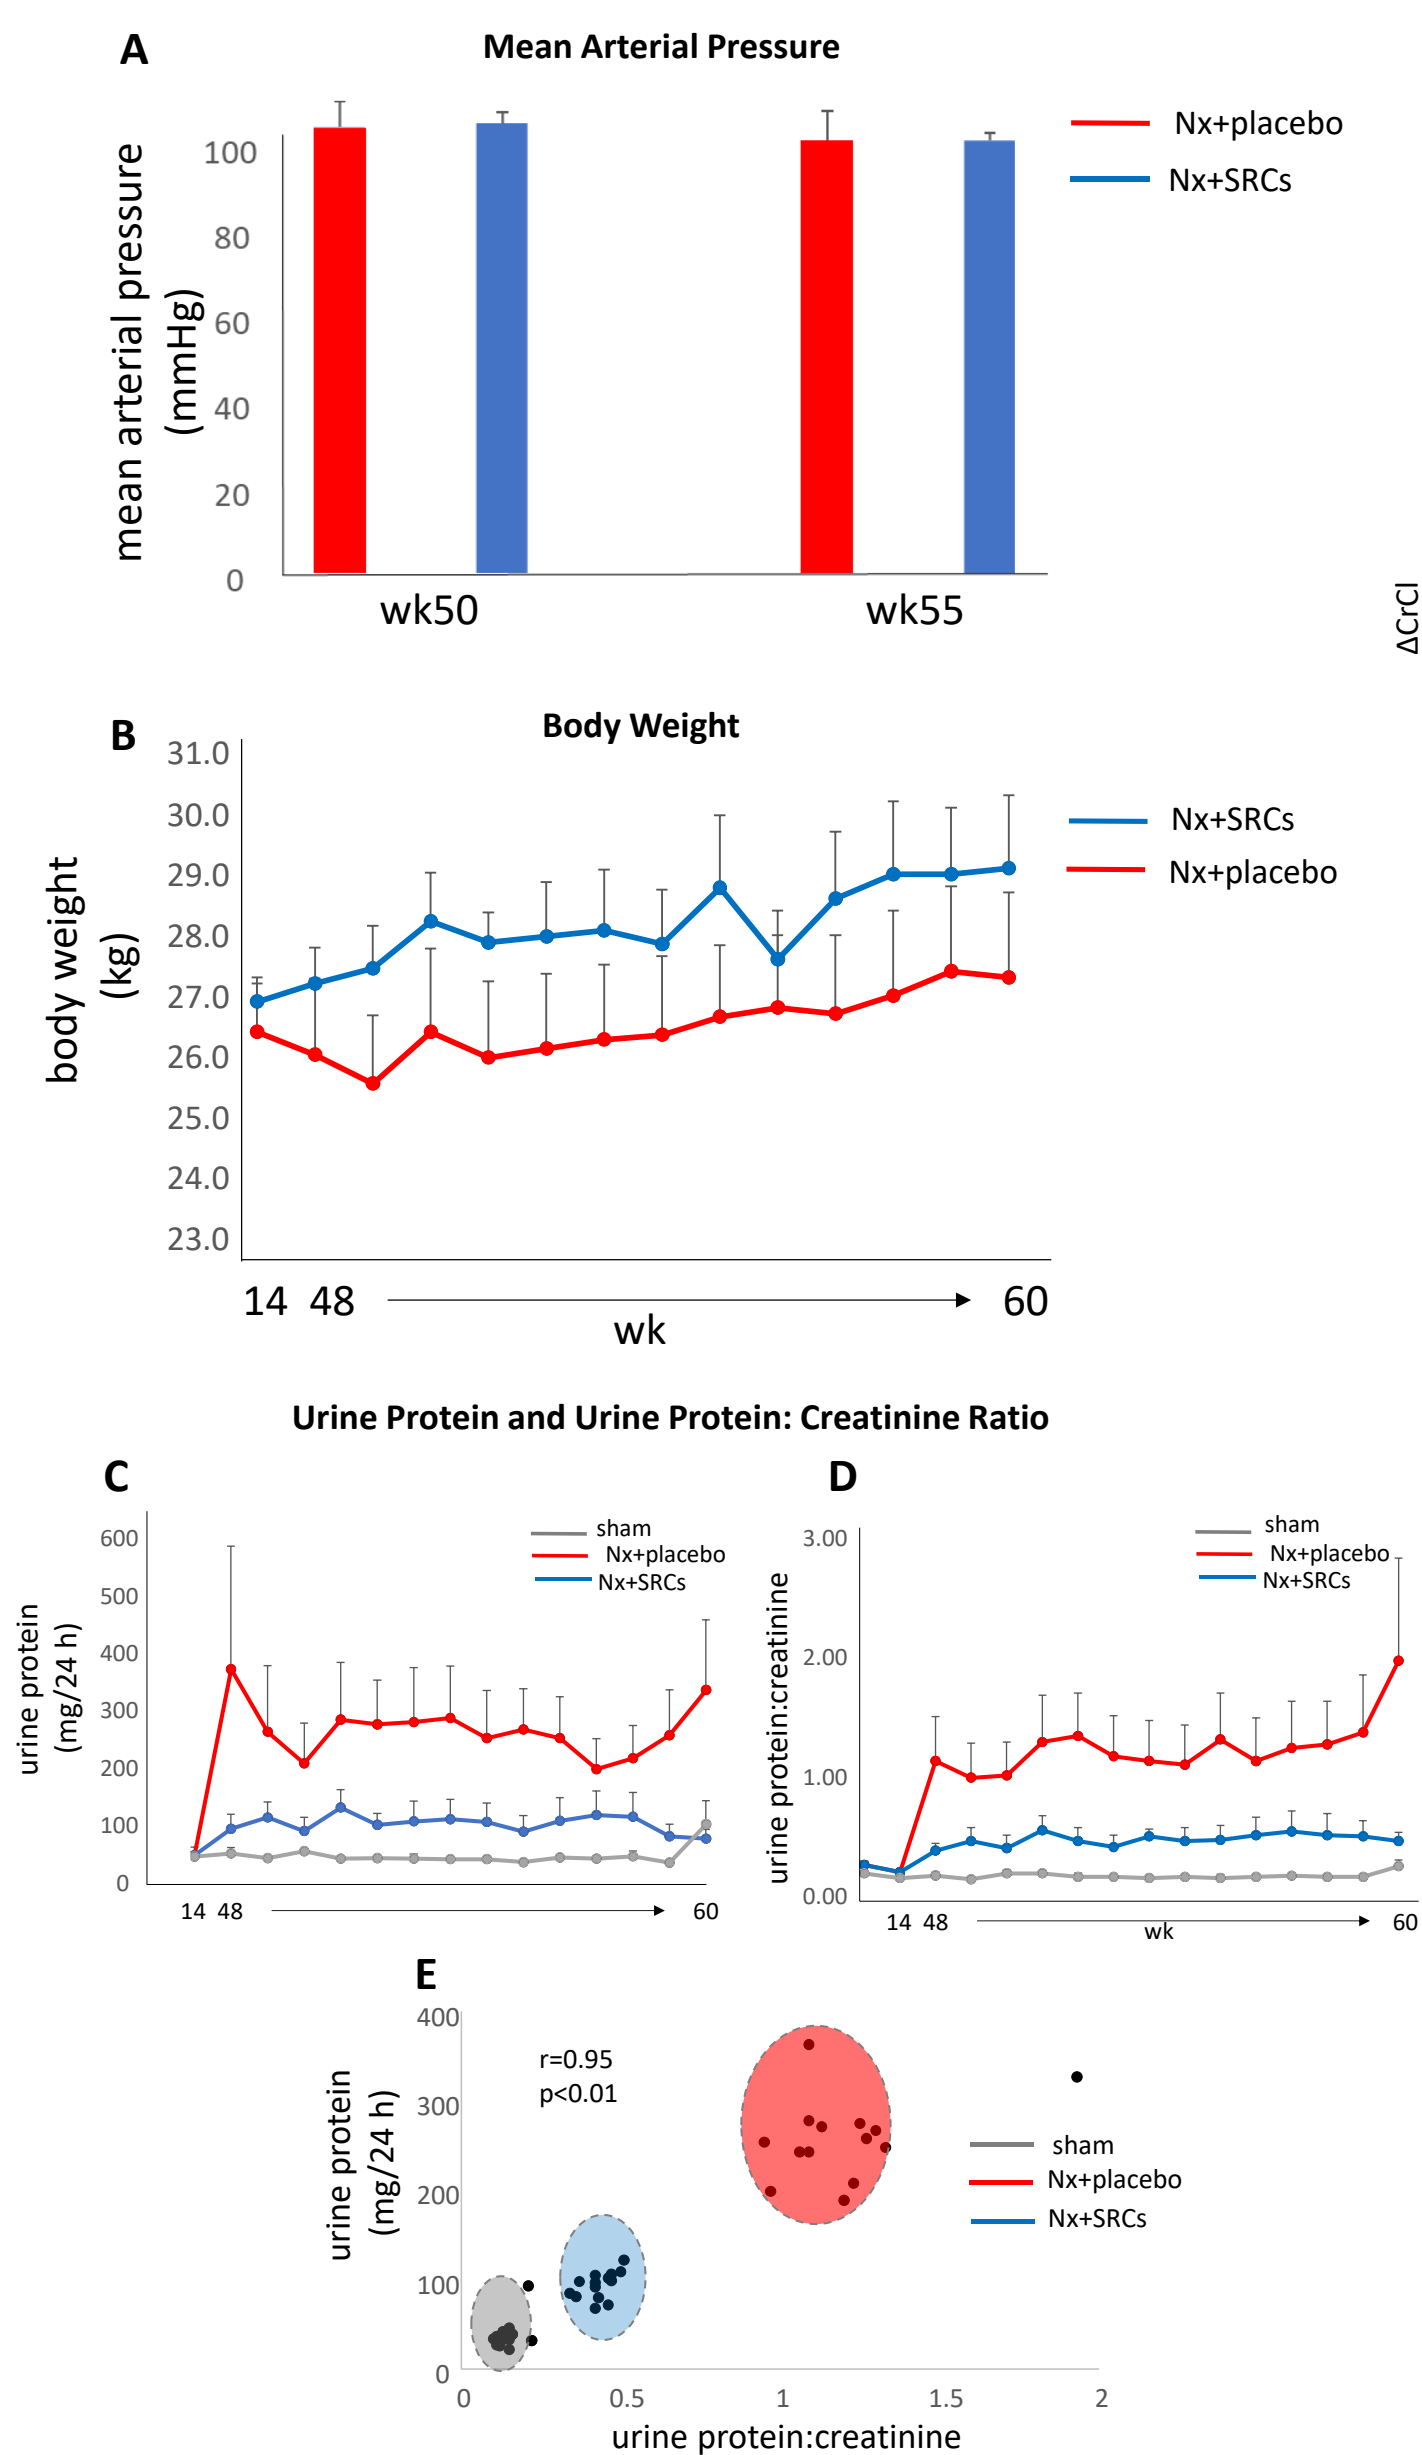 A
Mean Arterial Pressure
mean arterial pressure
(mmHg)
100
80
60
40
20
0
wk50
wk55
Nx+placebo
Nx+SRCs
ΔCrCl
B
Body Weight
body weight
(kg)
31.0
30.0
29.0
28.0
27.0
26.0
25.0
24.0
23.0
Nx+SRCs
Nx+placebo
14 48 60
wk
Urine Protein and Urine Protein: Creatinine Ratio
C
urine protein
(mg/24 h)
600
500
400
300
200
100
0
sham
Nx+placebo
Nx+SRCs
14 48 60
D
urine protein:creatinine
3.00
2.00
1.00
0.00
sham
Nx+placebo
Nx+SRCs
14 48 60
wk
E
urine protein
(mg/24 h)
400
300
200
100
0
r=0.95
p<0.01
sham
Nx+placebo
Nx+SRCs
0 0.5 1 1.5 2
urine protein:creatinine